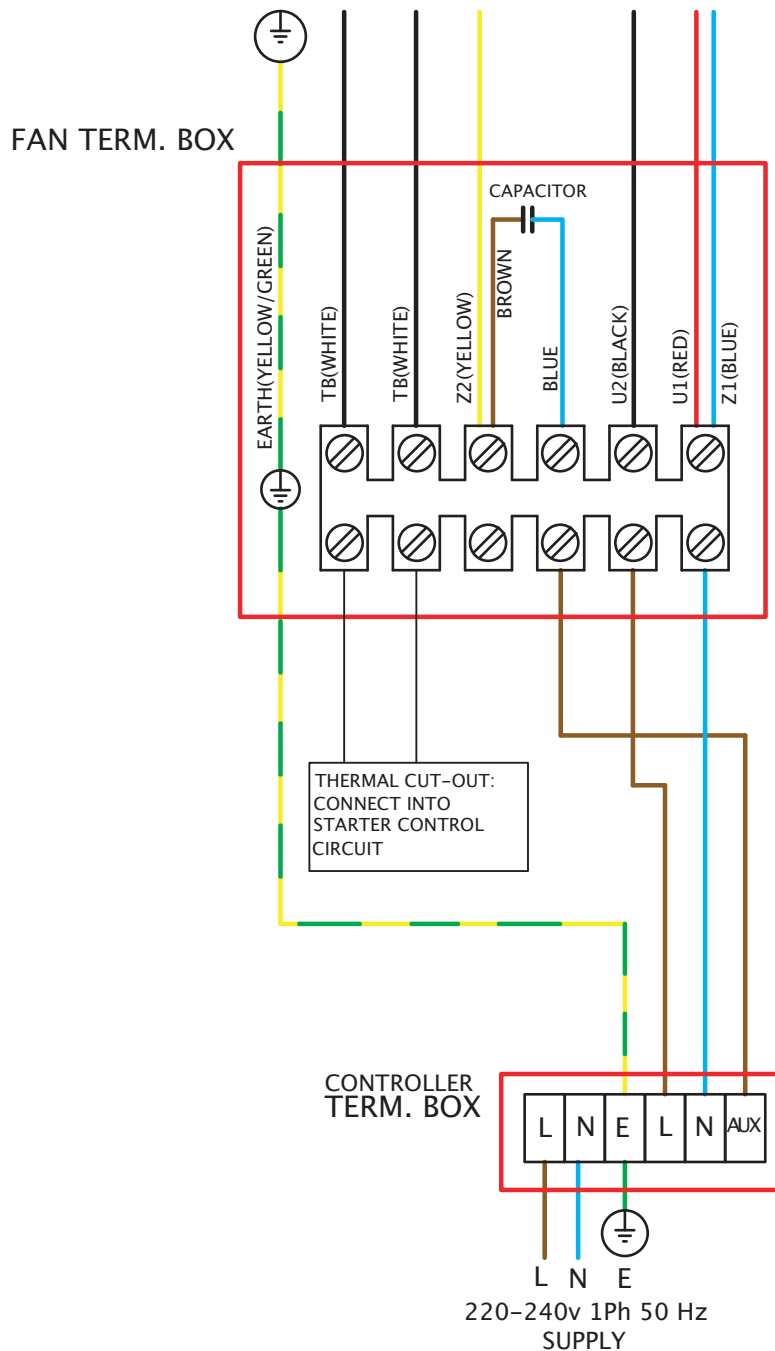 FAN TERM. BOX
CAPACITOR
EARTH(YELLOW/GREEN)
TB(WHITE)
TB(WHITE)
Z2(YELLOW)
BROWN
BLUE
U2(BLACK)
U1(RED)
Z1(BLUE)
THERMAL CUT-OUT:
CONNECT INTO
STARTER CONTROL
CIRCUIT
CONTROLLER
TERM. BOX
L N E L N AUX
L N E
220-240v 1Ph 50 Hz
SUPPLY